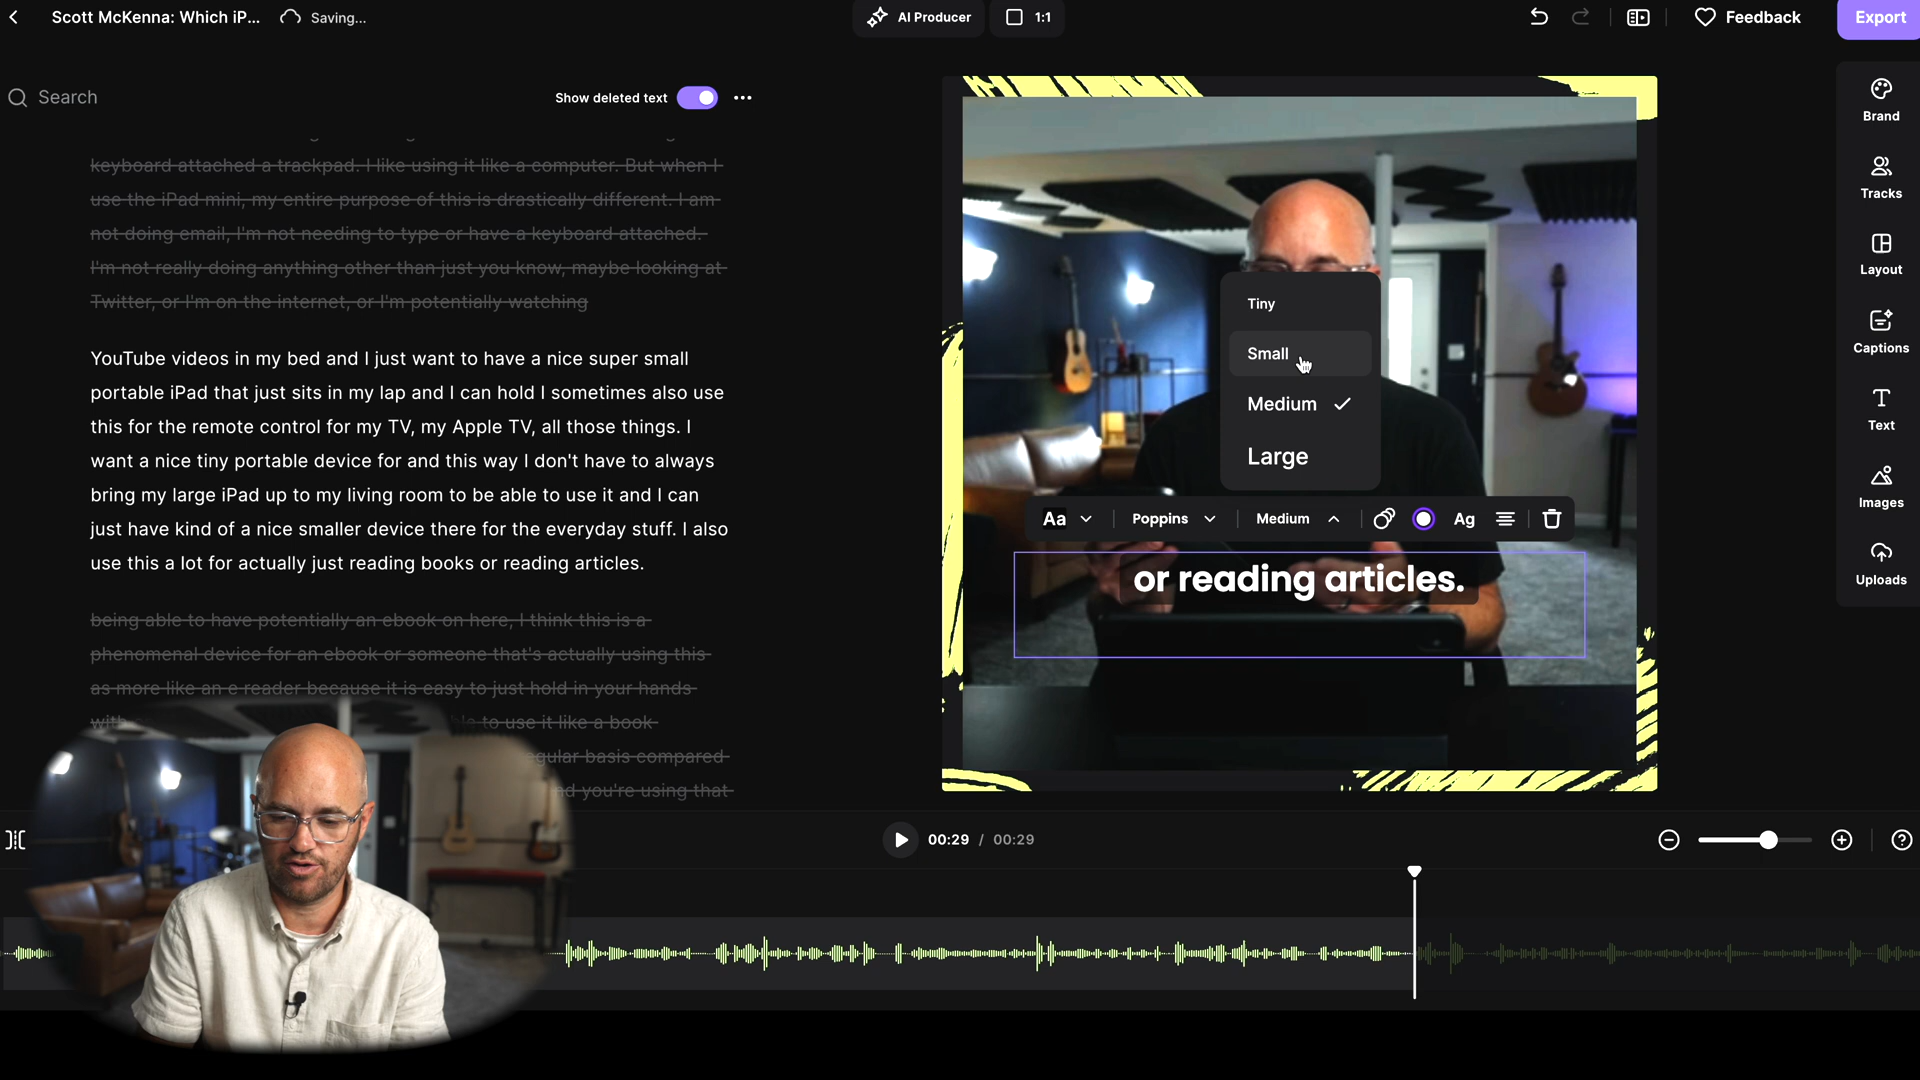 Scott McKenna: Which iP...
Saving...
AI Producer
1:1
Feedback
Export
Search
Show deleted text
keyboard attached a trackpad. I like using it like a computer. But when I
use the iPad mini, my entire purpose of this is drastically different. I am
not doing email, I'm not needing to type or have a keyboard attached.
I'm not really doing anything other than just you know, maybe looking at
Twitter, or I'm on the internet, or I'm potentially watching
YouTube videos in my bed and I just want to have a nice super small
portable iPad that just sits in my lap and I can hold I sometimes also use
this for the remote control for my TV, my Apple TV, all those things. I
want a nice tiny portable device for and this way I don't have to always
bring my large iPad up to my living room to be able to use it and I can
just have kind of a nice smaller device there for the everyday stuff. I also
use this a lot for actually just reading books or reading articles.
being able to have potentially an ebook on here, I think this is a
phenomenal device for an ebook or someone that's actually using this
as more like an e reader because it is easy to just hold in your hands
to use it like a book
gular basis compared
nd you're using that
Tiny
Small
Medium
Large
Aa
Poppins
Medium
Ag
or reading articles.
Brand
Tracks
Layout
Captions
Text
Images
Uploads
00:29 / 00:29